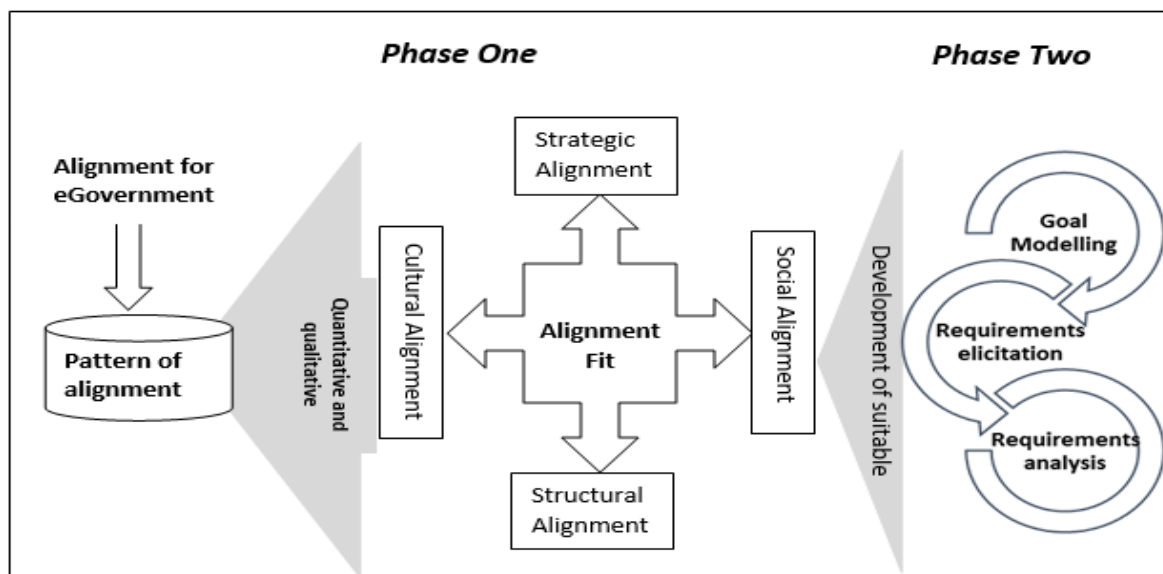 Phase One
Phase Two
Alignment for
eGovernment
Pattern of
alignment
Quantitative and
qualitative
Cultural Alignment
Strategic
Alignment
Alignment
Fit
Structural
Alignment
Social Alignment
Development of suitable
Goal
Modelling
Requirements
elicitation
Requirements
analysis